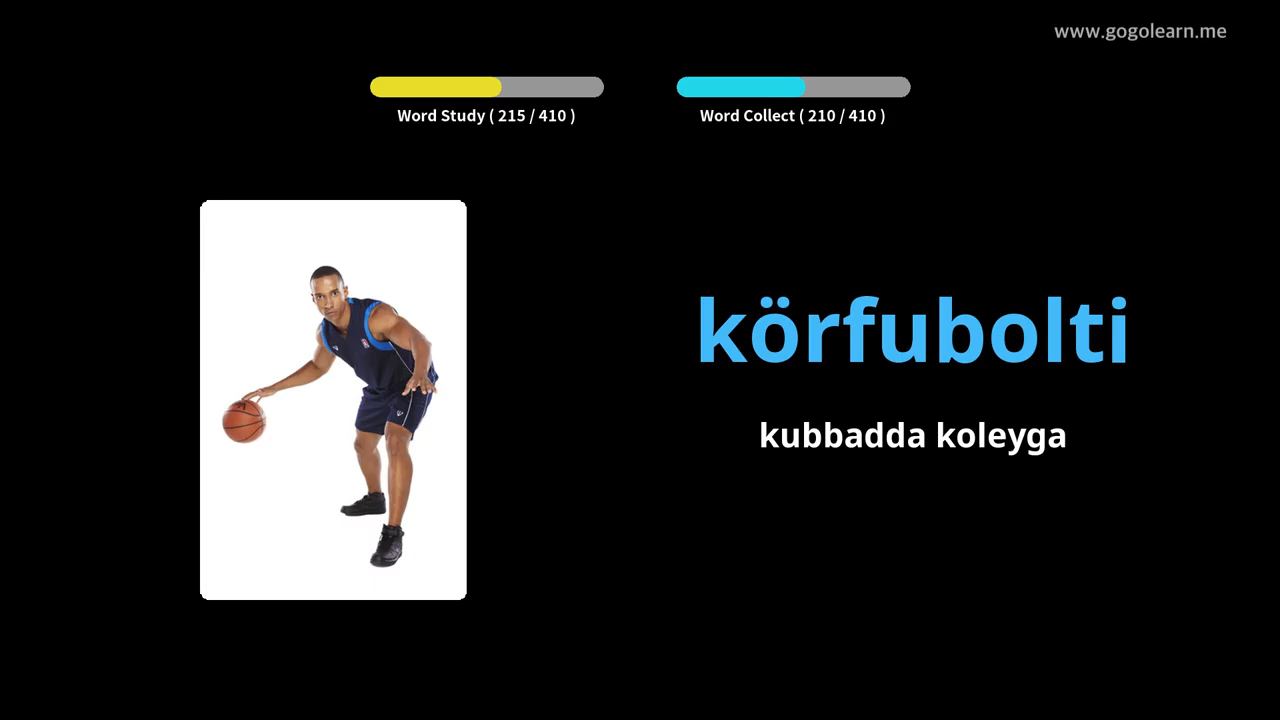 www.gogolearn.me
Word Study ( 215 / 410 )
Word Collect ( 210 / 410 )
körfubolti
kubbadda koleyga